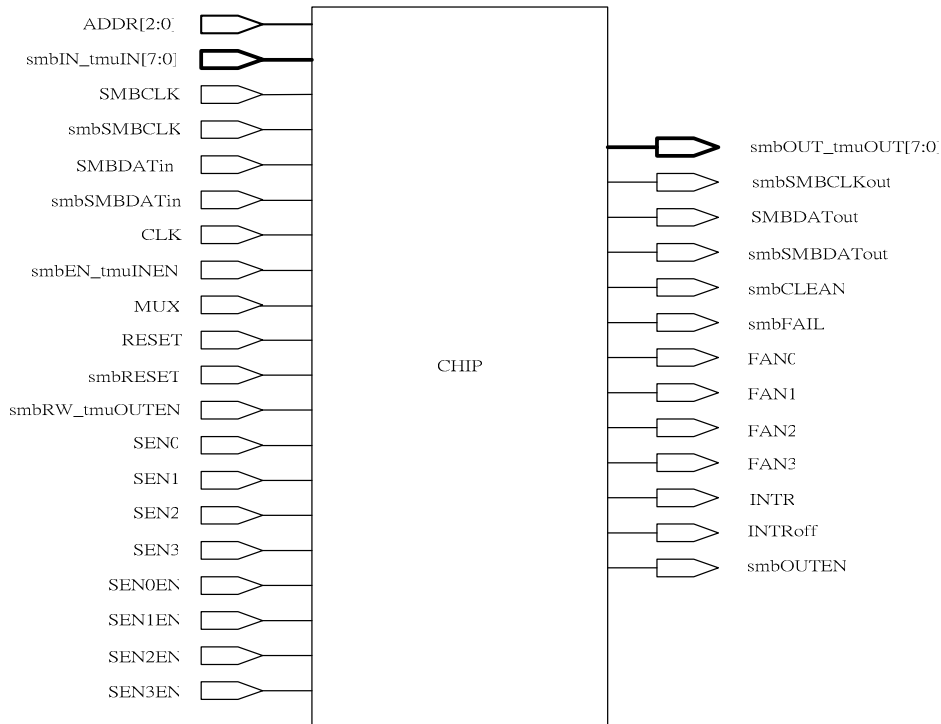 ADDR[2:0]
smbIN_tmuIN[7:0]
SMBCLK
smbSMBCLK
SMBDATin
smbSMBDATin
CLK
smbEN_tmuINEN
MUX
RESET
smbRESET
smbRW_tmuOUTEN
SEN0
SEN1
SEN2
SEN3
SEN0EN
SEN1EN
SEN2EN
SEN3EN
CHIP
smbOUT_tmuOUT[7:0]
smbSMBCLKout
SMBDATout
smbSMBDATout
smbCLEAN
smbFAIL
FAN0
FAN1
FAN2
FAN3
INTR
INTRoff
smbOUTEN